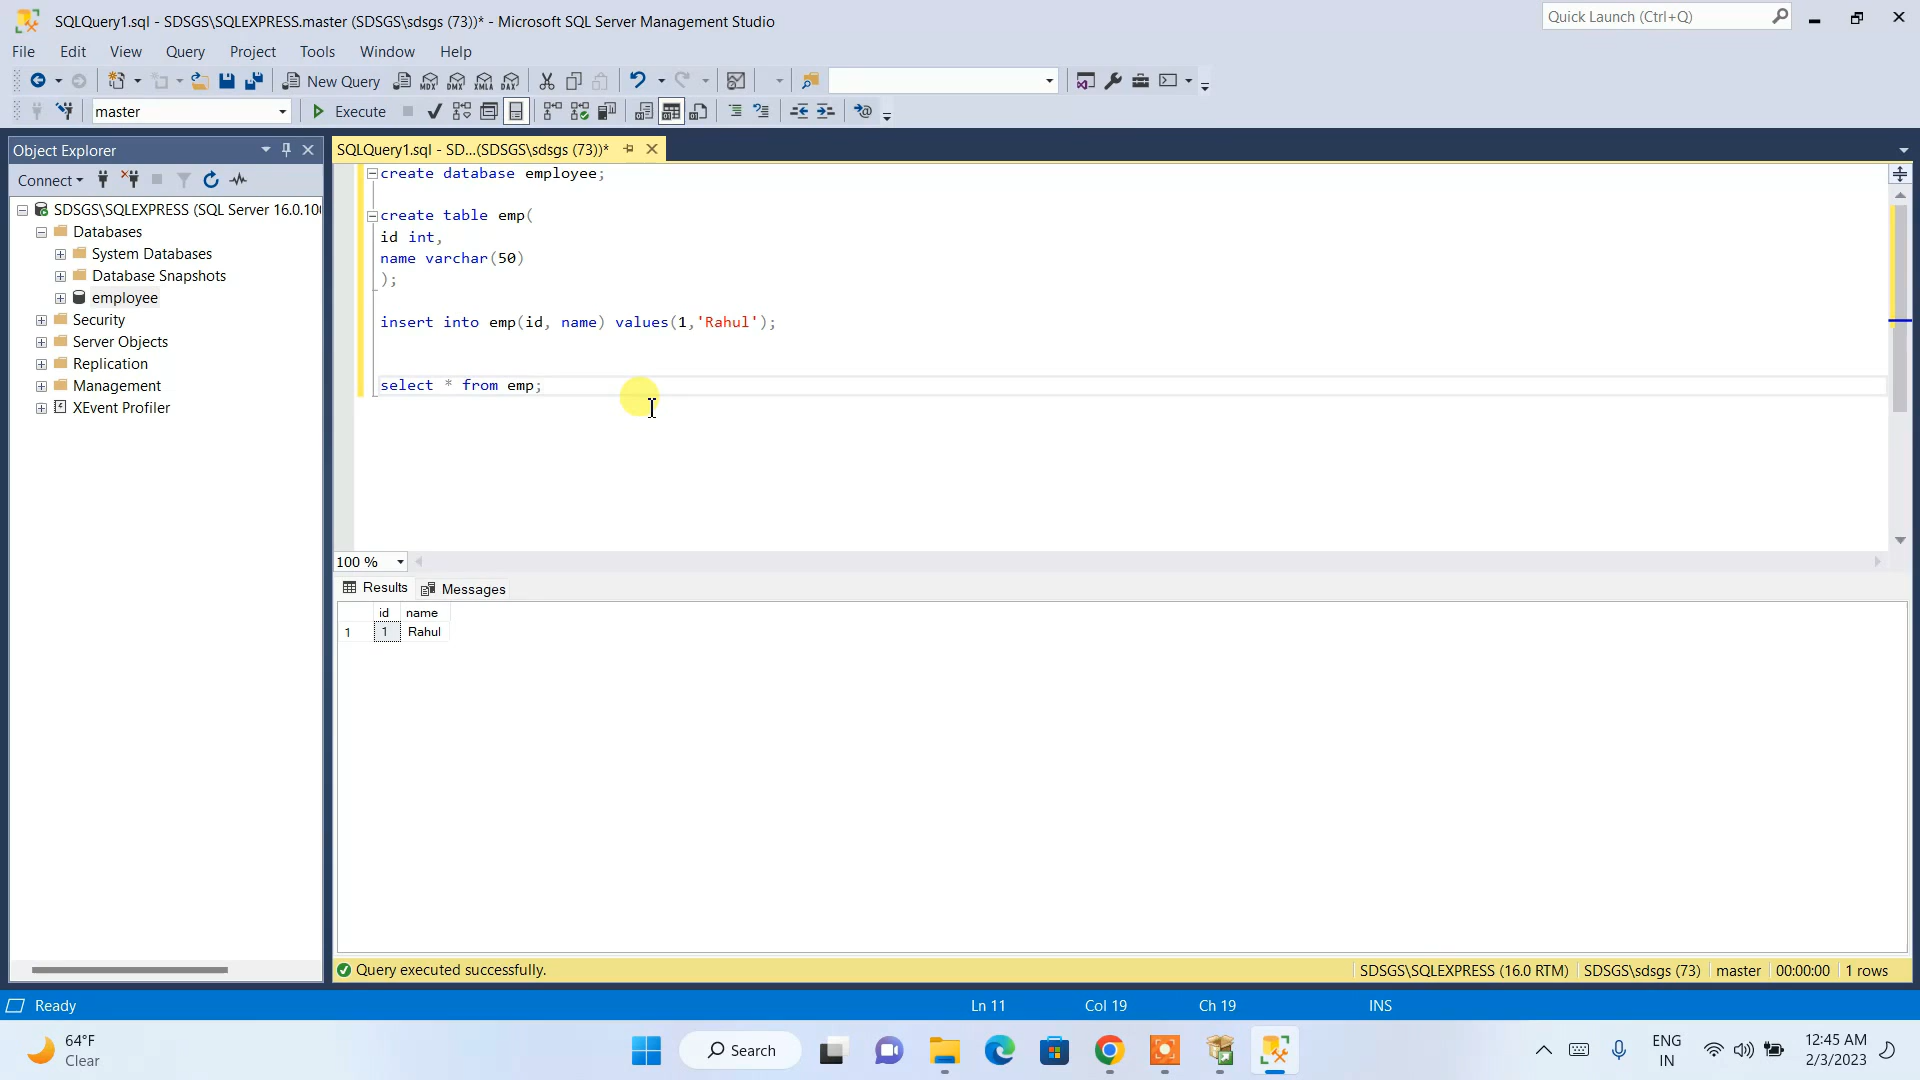 SQLQuery1.sql - SDSGS\SQLEXPRESS.master (SDSGS\sdsgs (73))* - Microsoft SQL Server Management Studio
Quick Launch (Ctrl+Q)
File Edit View Query Project Tools Window Help
New Query MDX DMX XMLA DAX
master Execute
Object Explorer
SQLQuery1.sql - SD...(SDSGS\sdsgs (73))*
Connect
SDSGS\SQLEXPRESS (SQL Server 16.0.100
Databases
System Databases
Database Snapshots
employee
Security
Server Objects
Replication
Management
XEvent Profiler
create database employee;
create table emp(
id int,
name varchar(50)
);
insert into emp(id, name) values(1,'Rahul');
select * from emp;
100 %
Results Messages
id name
1 1 Rahul
Query executed successfully.
SDSGS\SQLEXPRESS (16.0 RTM) SDSGS\sdsgs (73) master 00:00:00 1 rows
Ready Ln 11 Col 19 Ch 19 INS
64°F
Clear
Search
ENG
IN
12:45 AM
2/3/2023